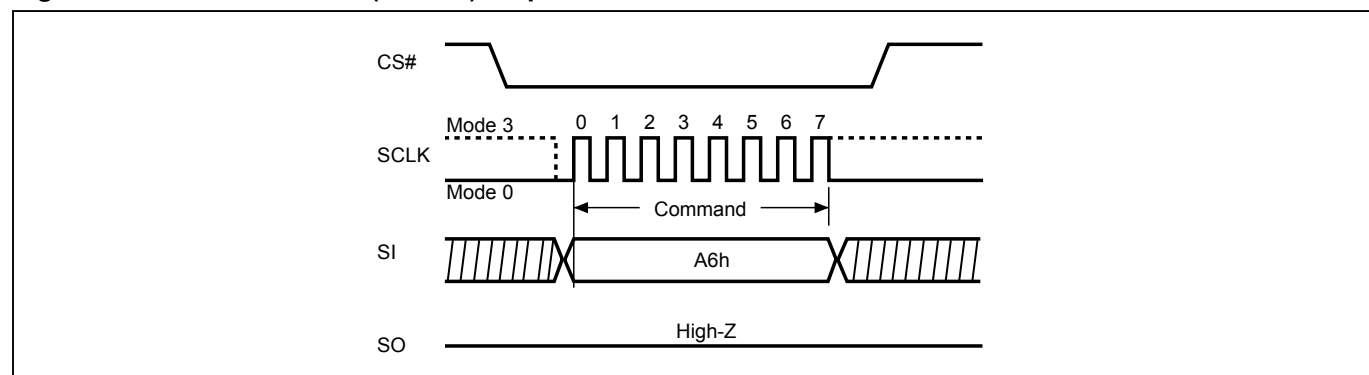 CS#
Mode 3
0 1 2 3 4 5 6 7
SCLK
Mode 0
Command
SI
A6h
High-Z
SO